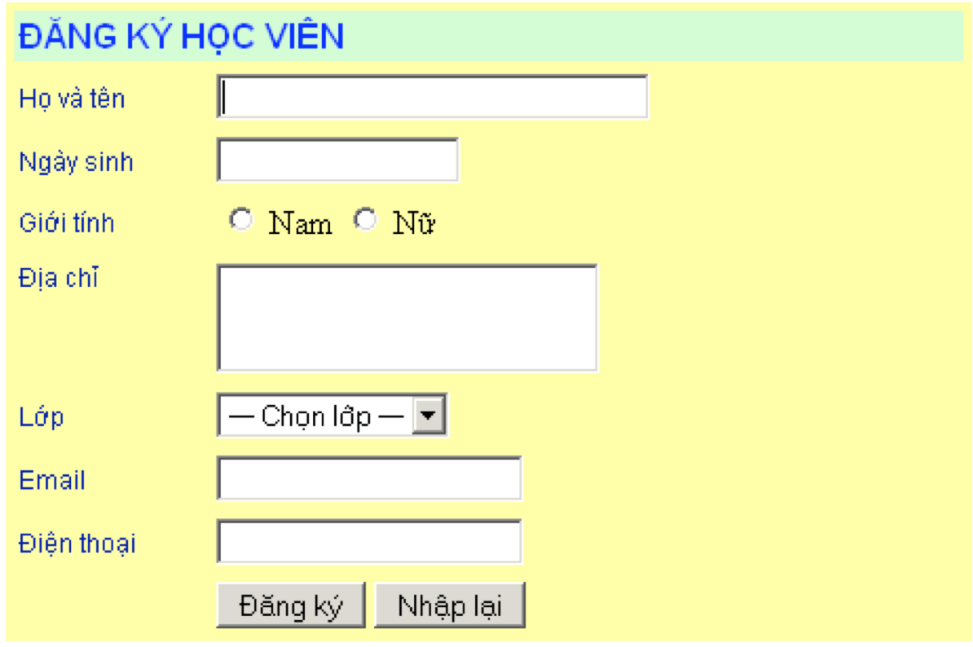 ĐĂNG KÝ HỌC VIÊN
Họ và tên
Ngày sinh
Giới tính Nam Nữ
Địa chỉ
Lớp — Chọn lớp —
Email
Điện thoại
Đăng ký Nhập lại